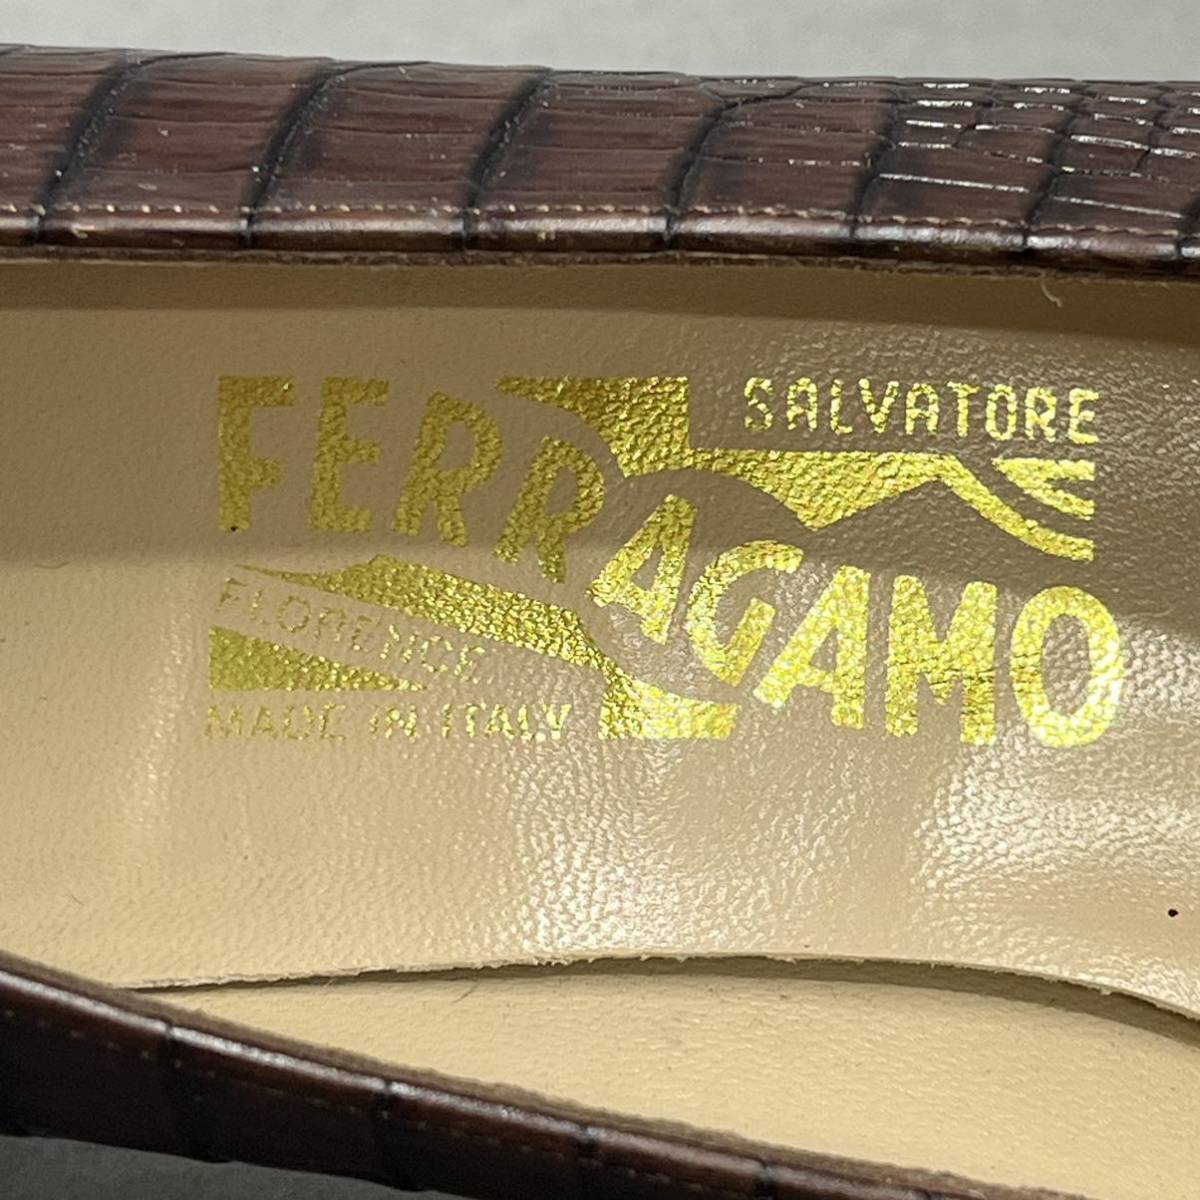 SALVATORE
FERRAGAMO
FLORENCE
MADE IN ITALY